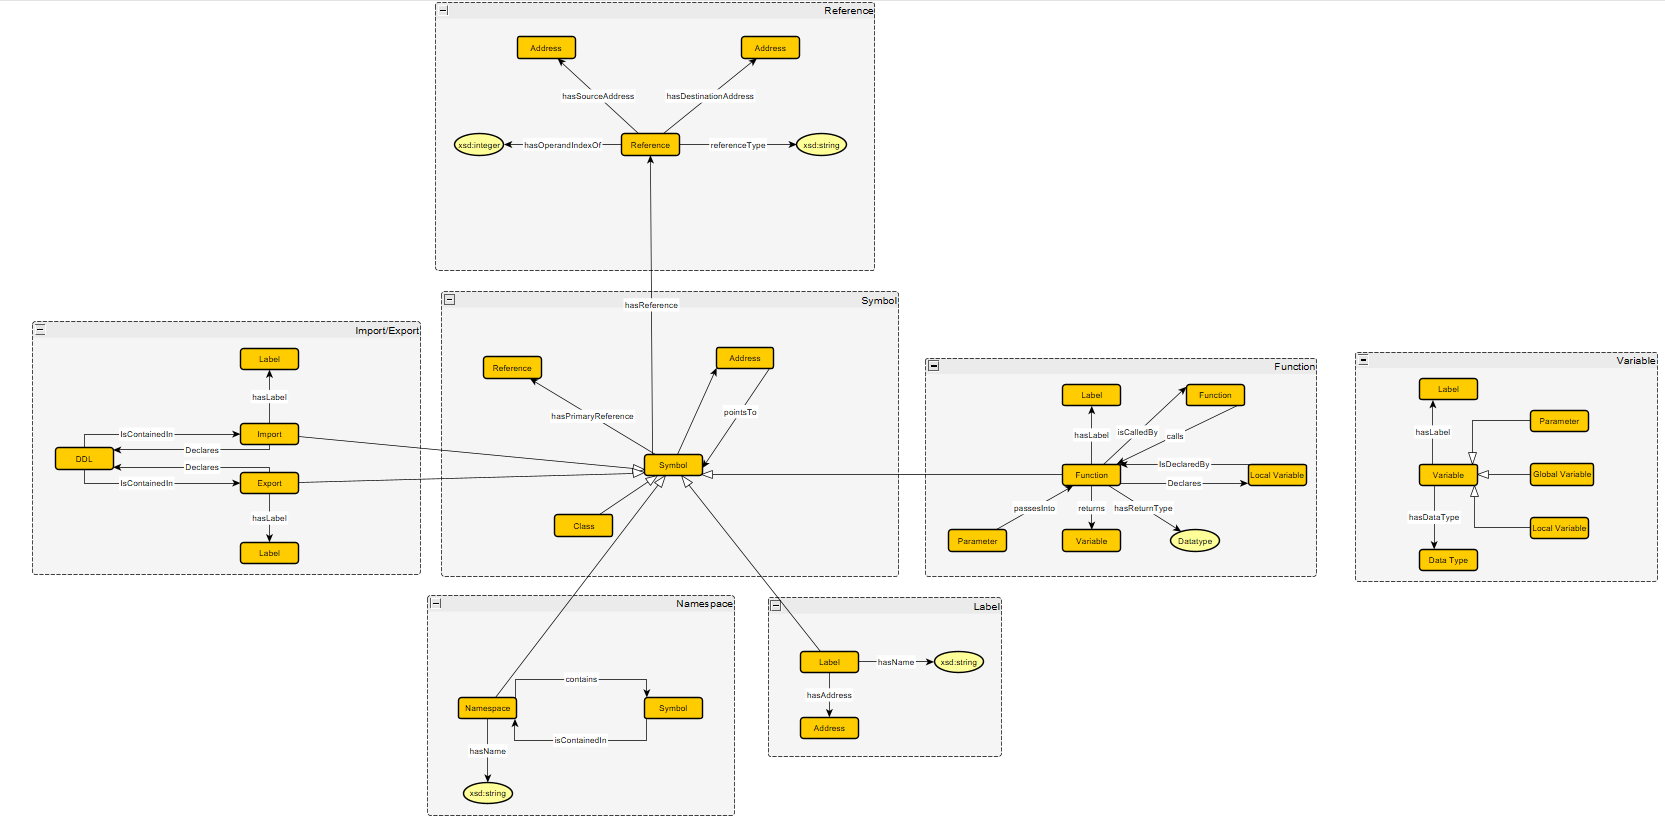 Reference
Address
Address
hasSourceAddress
hasDestinationAddress
xsd:integer
hasOperandIndexOf
Reference
referenceType
xsd:string
hasReference
Symbol
Reference
Address
hasPrimaryReference
pointsTo
Symbol
Class
Import/Export
Label
hasLabel
IsContainedIn
Import
Declares
DDL
Declares
IsContainedIn
Export
hasLabel
Label
Function
Label
Function
hasLabel
isCalledBy
calls
IsDeclaredBy
Function
Local Variable
Declares
passesInto
returns
hasReturnType
Parameter
Variable
Datatype
Variable
Label
Parameter
hasLabel
Variable
Global Variable
hasDataType
Local Variable
Data Type
Namespace
contains
Namespace
Symbol
isContainedIn
hasName
xsd:string
Label
Label
hasName
xsd:string
hasAddress
Address